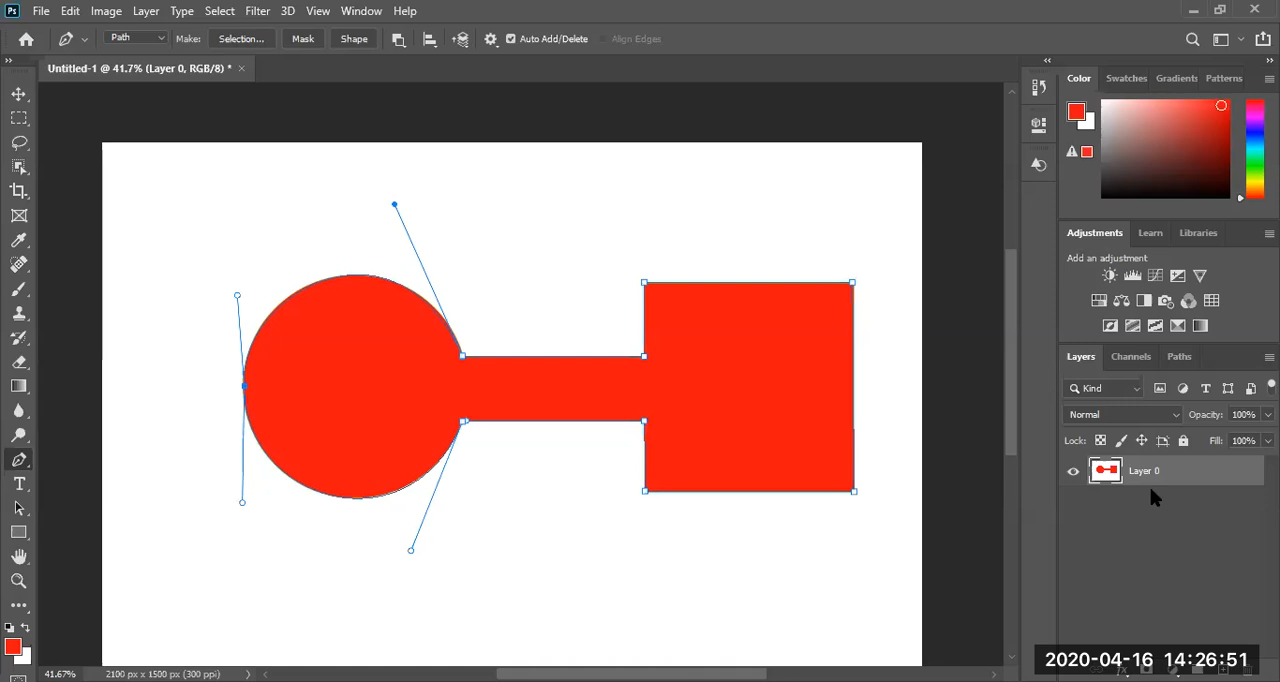 Ps File Edit Image Layer Type Select Filter 3D View Window Help
Path Make: Selection... Mask Shape Auto Add/Delete Align Edges
Untitled-1 @ 41.7% (Layer 0, RGB/8) *
Color Swatches Gradients Patterns
Adjustments Learn Libraries
Add an adjustment
Layers Channels Paths
Kind
Normal Opacity: 100%
Lock: Fill: 100%
Layer 0
2020-04-16 14:26:51
41.67% 2100 px x 1500 px (300 ppi)